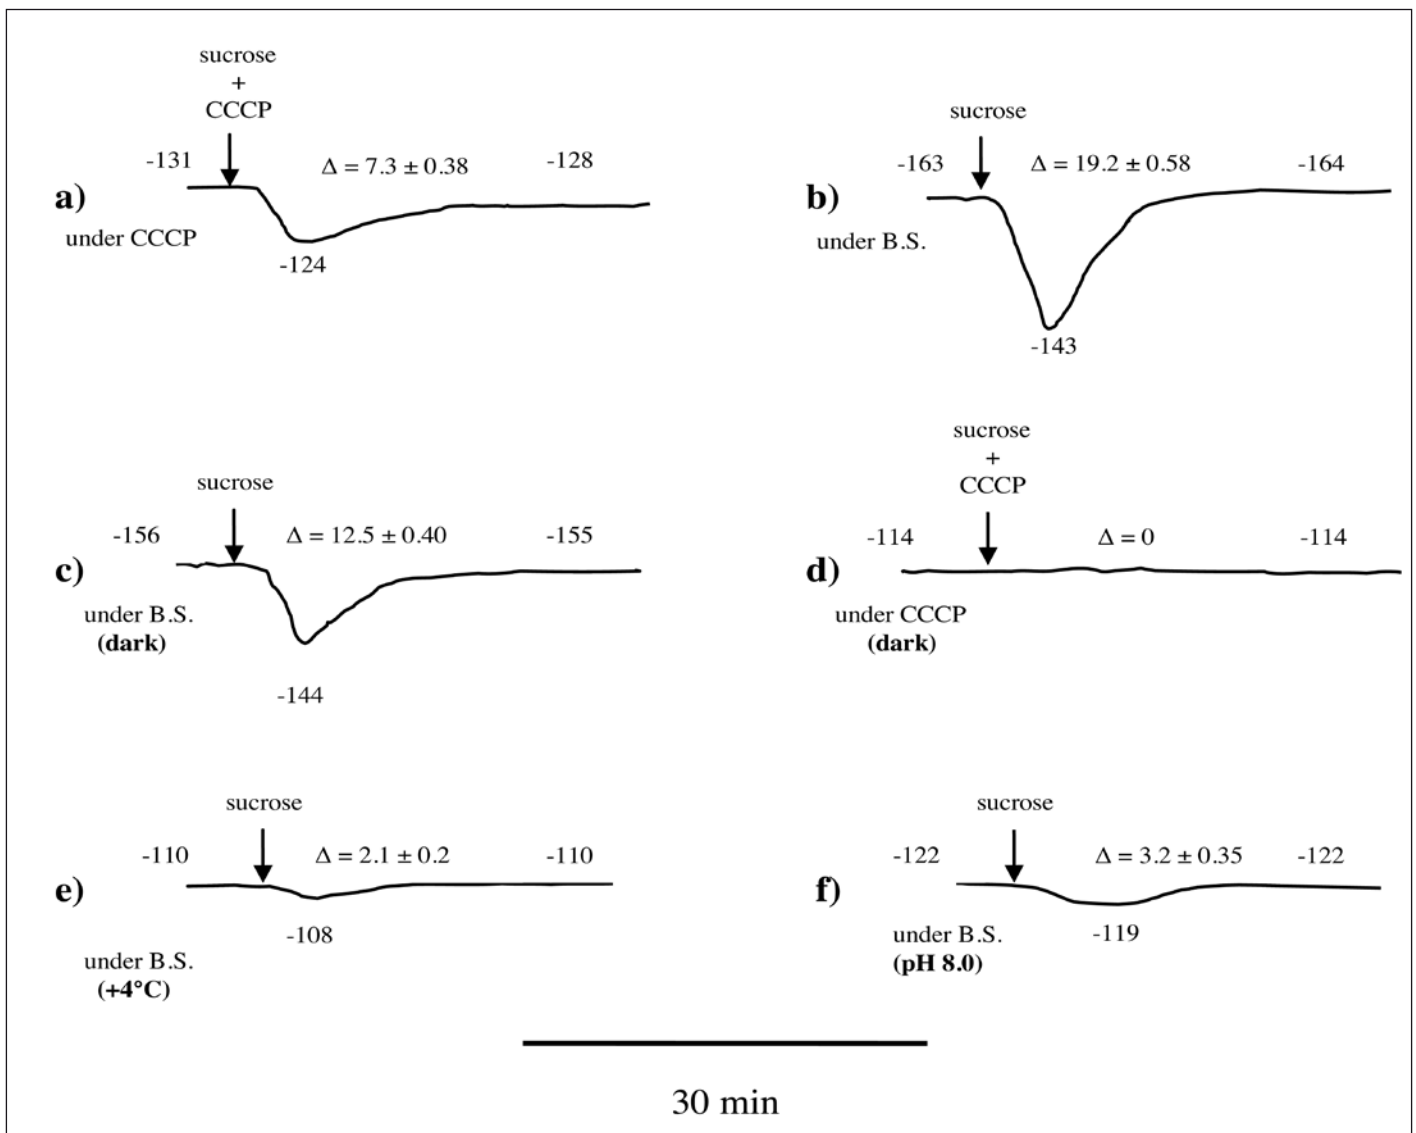 sucrose
+
CCCP
-131
Δ = 7.3 ± 0.38
-128
a)
under CCCP
-124
sucrose
-163
Δ = 19.2 ± 0.58
-164
b)
under B.S.
-143
sucrose
-156
Δ = 12.5 ± 0.40
-155
c)
under B.S.
(dark)
-144
sucrose
+
CCCP
-114
Δ = 0
-114
d)
under CCCP
(dark)
sucrose
-110
Δ = 2.1 ± 0.2
-110
e)
-108
under B.S.
(+4°C)
sucrose
-122
Δ = 3.2 ± 0.35
-122
f)
-119
under B.S.
(pH 8.0)
30 min